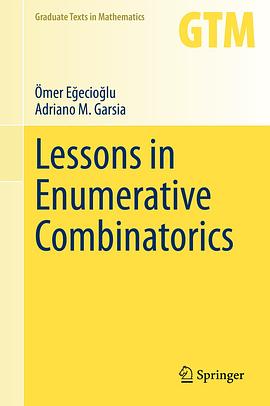 Graduate Texts in Mathematics
GTM
Ömer Eğecioğlu
Adriano M. Garsia
Lessons in
Enumerative
Combinatorics
Springer